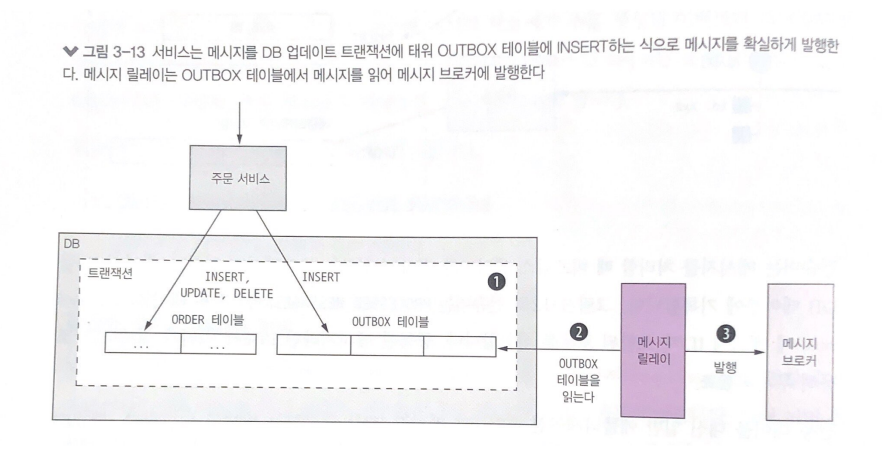 ❤ 그림 3-13 서비스는 메시지를 DB 업데이트 트랜잭션에 태워 OUTBOX 테이블에 INSERT하는 식으로 메시지를 확실하게 발행한
다. 메시지 릴레이는 OUTBOX 테이블에서 메시지를 읽어 메시지 브로커에 발행한다
주문 서비스
DB
트랜잭션
INSERT,
UPDATE, DELETE
INSERT
❶
ORDER 테이블
OUTBOX 테이블
...
...
❷
OUTBOX
테이블을
읽는다
메시지
릴레이
❸
발행
메시지
브로커